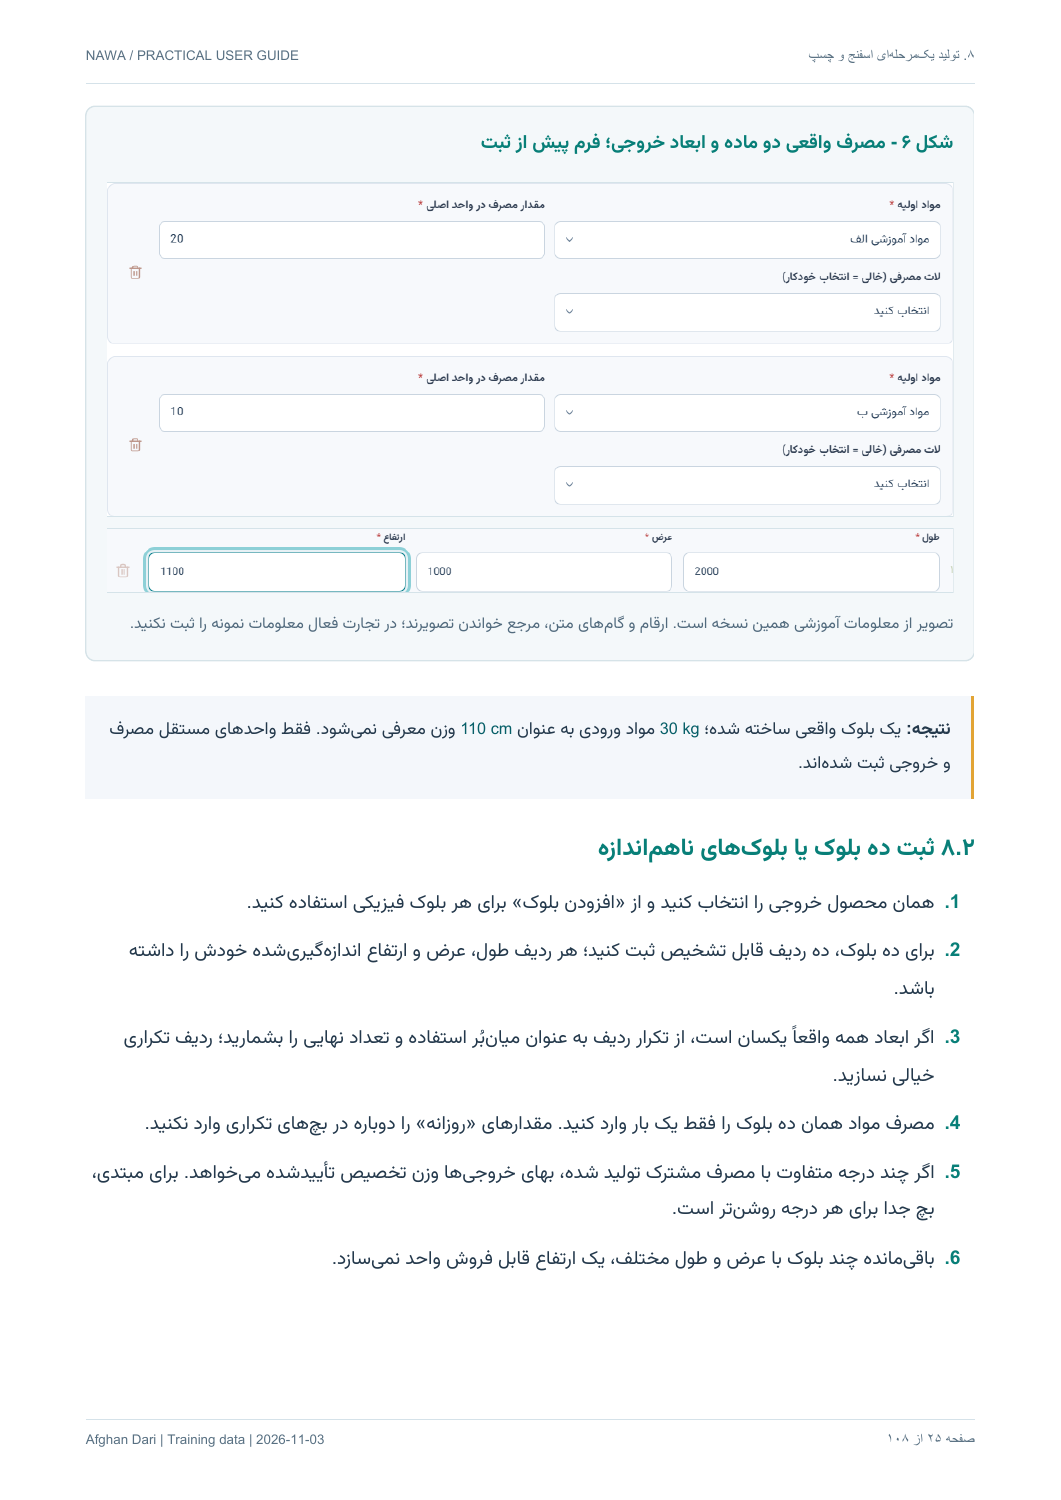 NAWA / PRACTICAL USER GUIDE
۸. تولید یک‌مرحله‌ای اسفنج و چسپ
شکل ۶ - مصرف واقعی دو ماده و ابعاد خروجی؛ فرم پیش از ثبت
مواد اولیه *
مقدار مصرف در واحد اصلی *
مواد آموزشی الف
20
لات مصرفی (خالی = انتخاب خودکار)
انتخاب کنید
مواد اولیه *
مقدار مصرف در واحد اصلی *
مواد آموزشی ب
10
لات مصرفی (خالی = انتخاب خودکار)
انتخاب کنید
طول *
عرض *
ارتفاع *
2000
1000
1100
تصویر از معلومات آموزشی همین نسخه است. ارقام و گام‌های متن، مرجع خواندن تصویرند؛ در تجارت فعال معلومات نمونه را ثبت نکنید.
نتیجه: یک بلوک واقعی ساخته شده؛ 30 kg مواد ورودی به عنوان 110 cm وزن معرفی نمی‌شود. فقط واحدهای مستقل مصرف
و خروجی ثبت شده‌اند.
۸.۲ ثبت ده بلوک یا بلوک‌های ناهم‌اندازه
1. همان محصول خروجی را انتخاب کنید و از «افزودن بلوک» برای هر بلوک فیزیکی استفاده کنید.
2. برای ده بلوک، ده ردیف قابل تشخیص ثبت کنید؛ هر ردیف طول، عرض و ارتفاع اندازه‌گیری‌شده خودش را داشته
باشد.
3. اگر ابعاد همه واقعاً یکسان است، از تکرار ردیف به عنوان میان‌بُر استفاده و تعداد نهایی را بشمارید؛ ردیف تکراری
خیالی نسازید.
4. مصرف مواد همان ده بلوک را فقط یک بار وارد کنید. مقدارهای «روزانه» را دوباره در بچ‌های تکراری وارد نکنید.
5. اگر چند درجه متفاوت با مصرف مشترک تولید شده، بهای خروجی‌ها وزن تخصیص تأییدشده می‌خواهد. برای مبتدی،
بچ جدا برای هر درجه روشن‌تر است.
6. باقی‌مانده چند بلوک با عرض و طول مختلف، یک ارتفاع قابل فروش واحد نمی‌سازد.
Afghan Dari | Training data | 2026-11-03
صفحه ۲۵ از ۱۰۸